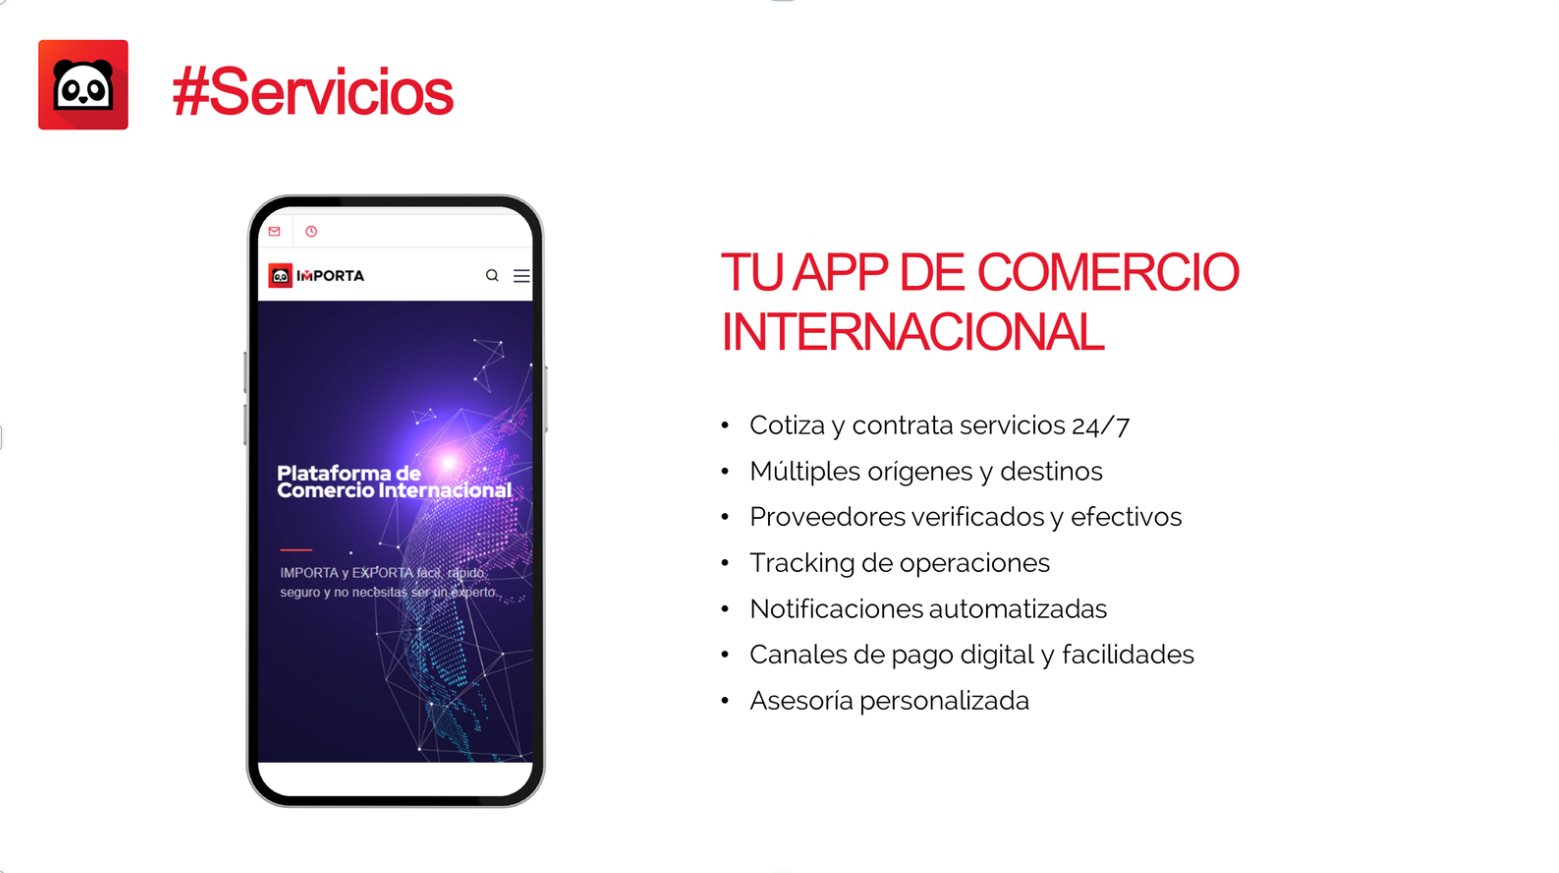 #Servicios
IMPORTA
Plataforma de
Comercio Internacional
IMPORTA y EXPORTA fácil, rápido,
seguro y no necesitas ser un experto.
TU APP DE COMERCIO
INTERNACIONAL
• Cotiza y contrata servicios 24/7
• Múltiples orígenes y destinos
• Proveedores verificados y efectivos
• Tracking de operaciones
• Notificaciones automatizadas
• Canales de pago digital y facilidades
• Asesoría personalizada